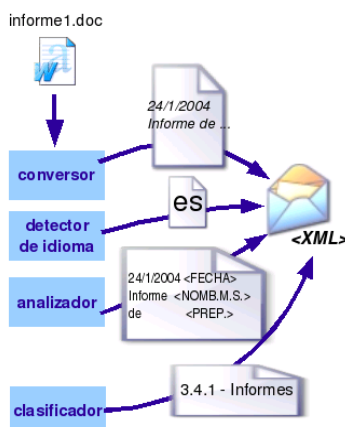 informe1.doc
W
a
24/1/2004
Informe de ...
conversor
es
detector
de idioma
<XML>
24/1/2004 <FECHA>
Informe <NOMB.M.S.>
de <PREP.>
analizador
3.4.1 - Informes
clasificador